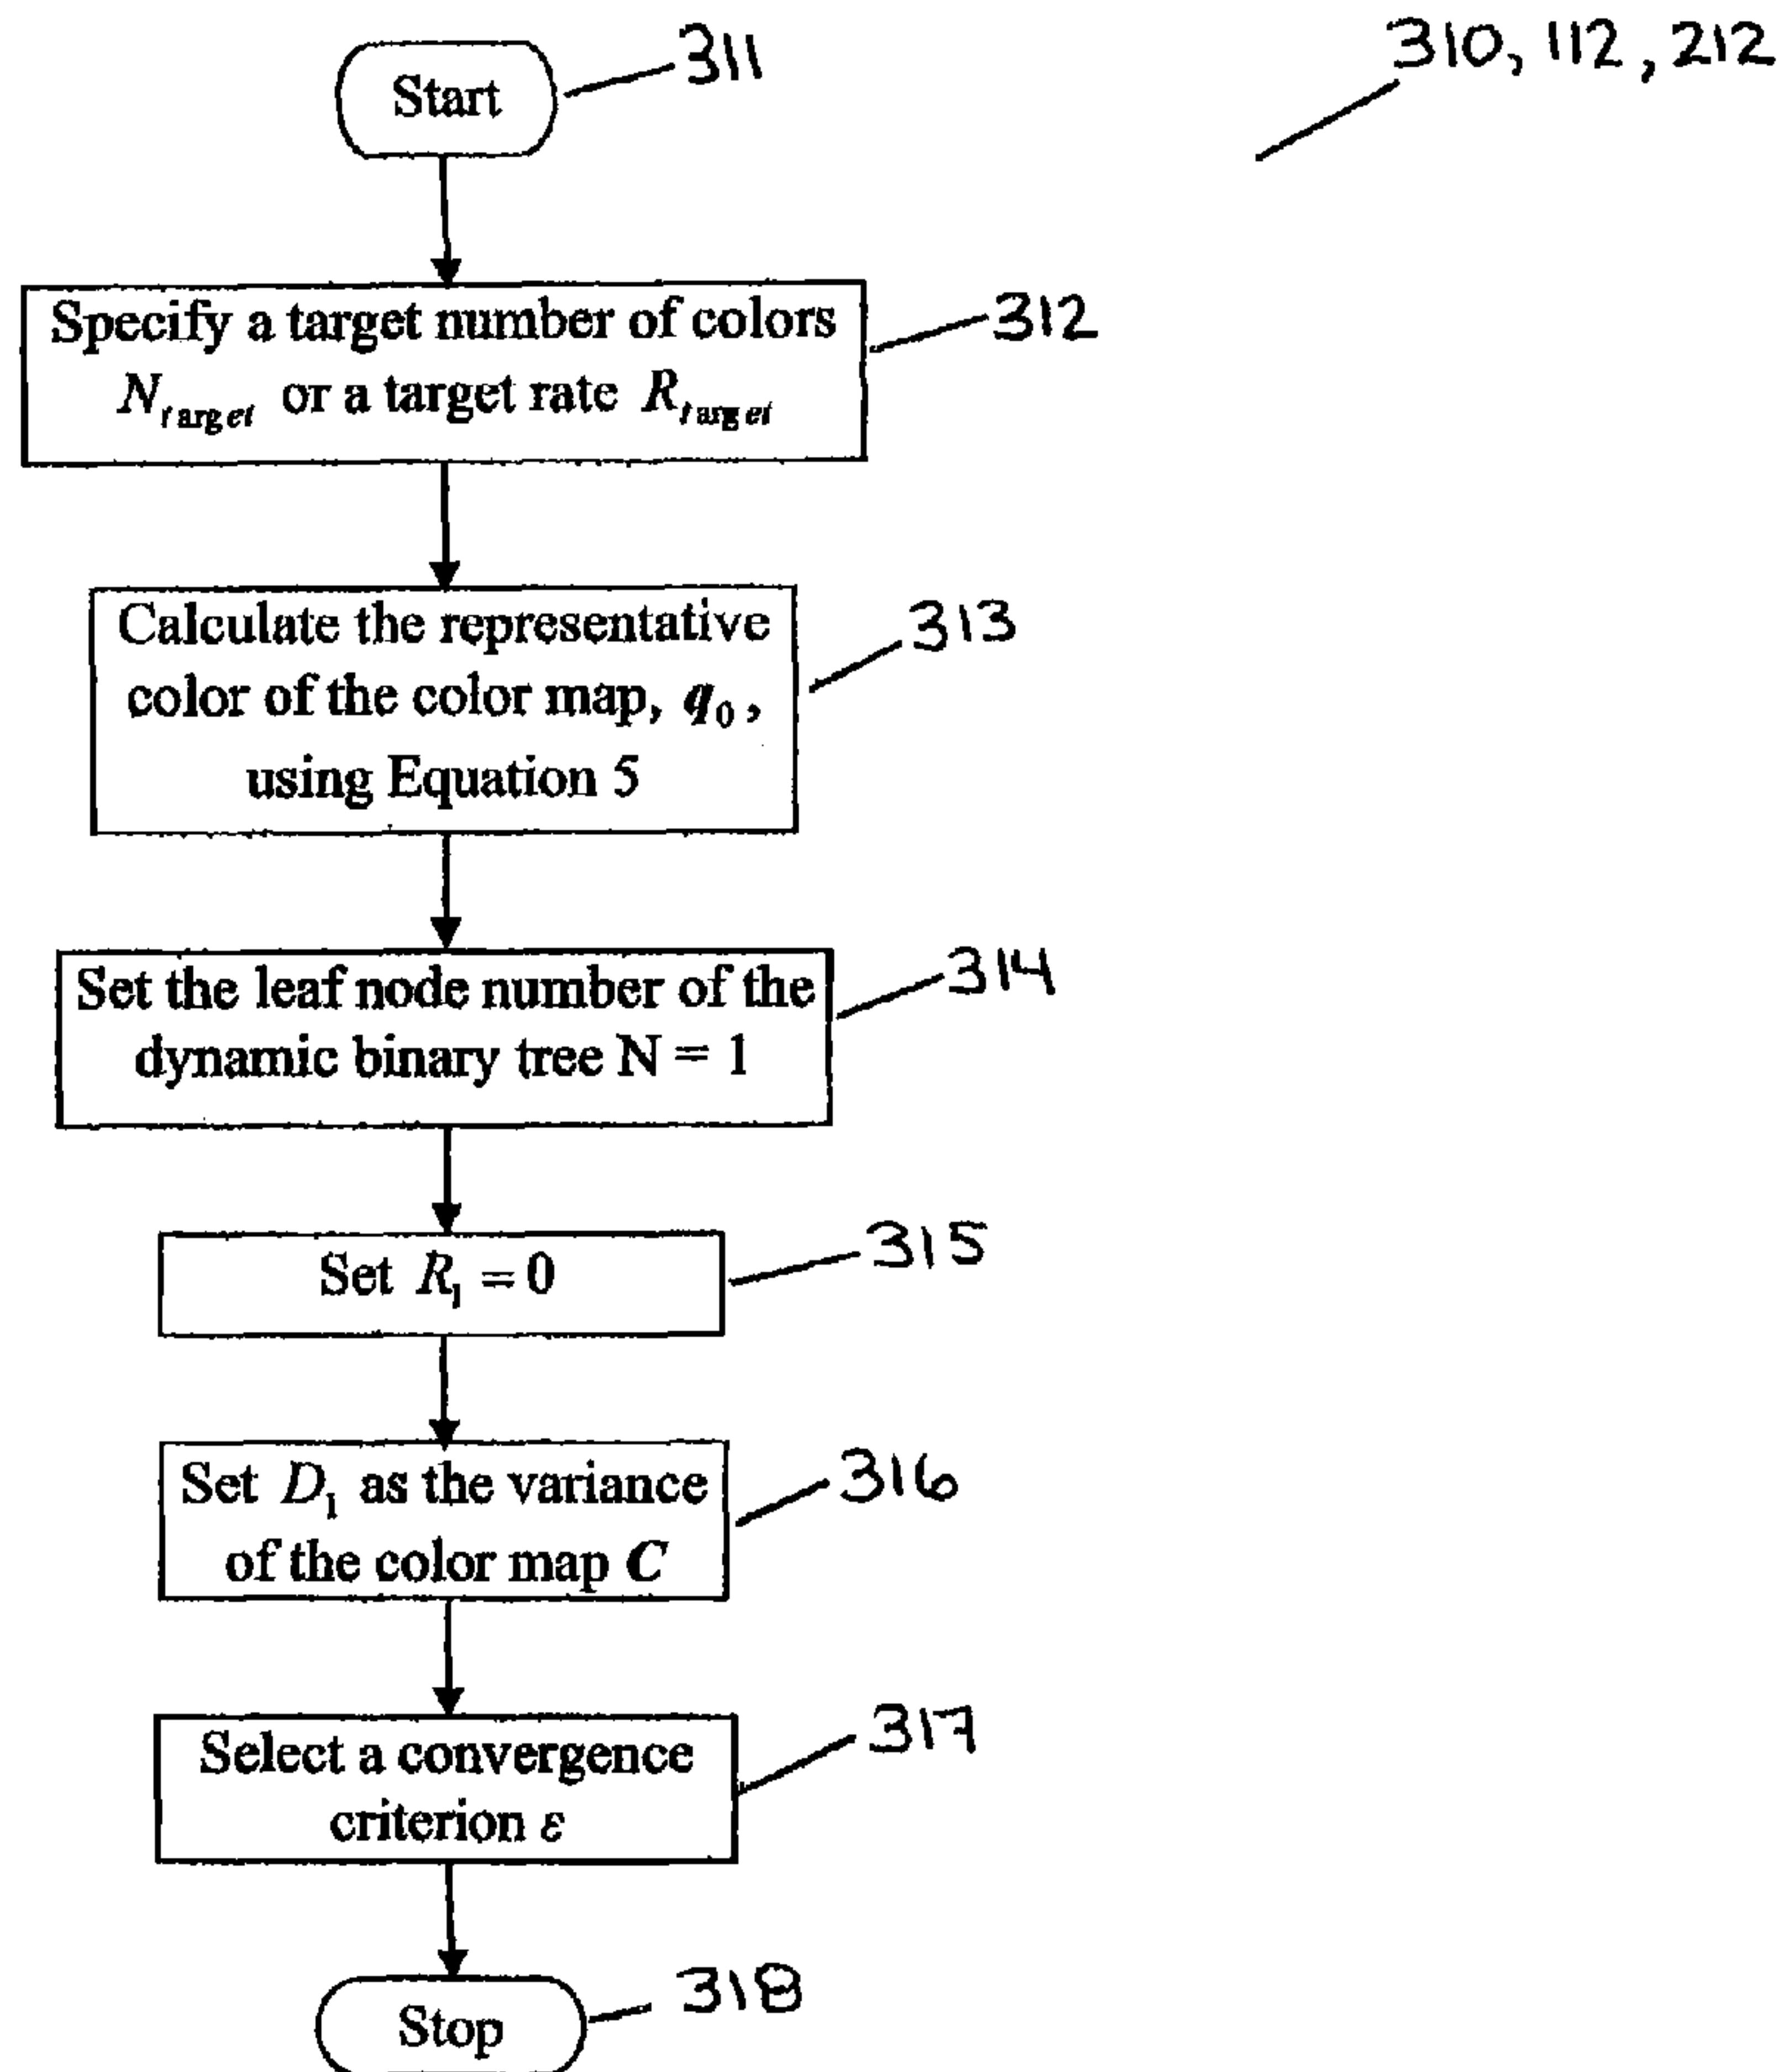 310, 112, 212
Start
311
Specify a target number of colors
N_target or a target rate R_target
312
Calculate the representative
color of the color map, q_0,
using Equation 5
313
Set the leaf node number of the
dynamic binary tree N = 1
314
Set R_1 = 0
315
Set D_1 as the variance
of the color map C
316
Select a convergence
criterion ε
317
Stop
318